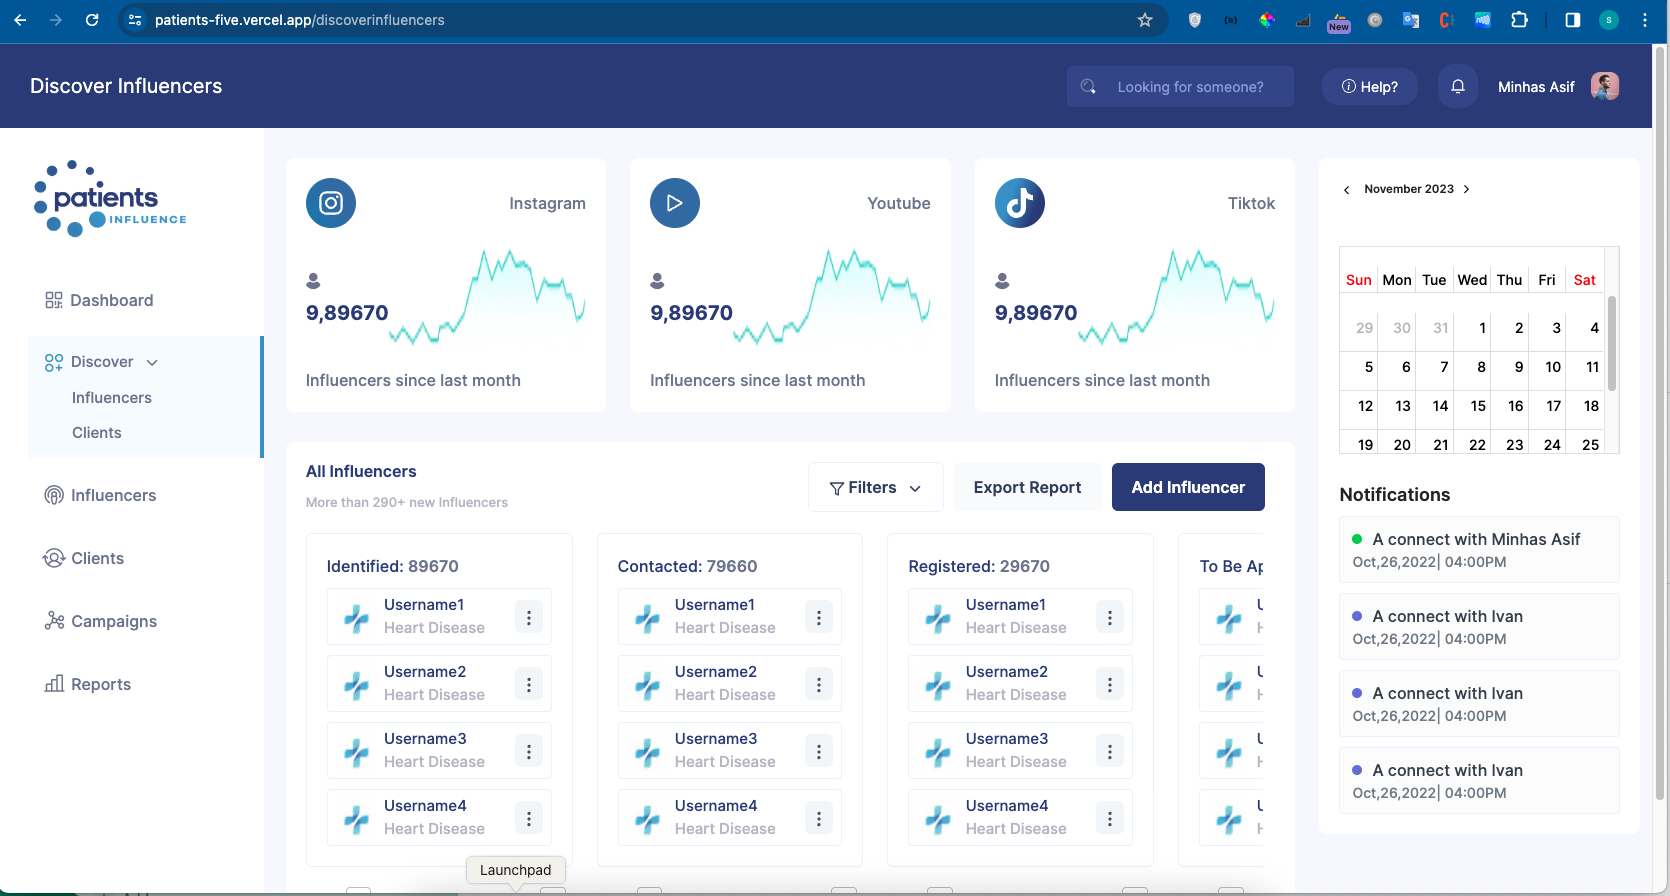 patients-five.vercel.app/discoverinfluencers
New
S
Discover Influencers
Looking for someone?
Help?
Minhas Asif
patients
INFLUENCE
Dashboard
Discover
Influencers
Clients
Influencers
Clients
Campaigns
Reports
Instagram
9,89670
Influencers since last month
Youtube
9,89670
Influencers since last month
Tiktok
9,89670
Influencers since last month
All Influencers
More than 290+ new Influencers
Filters
Export Report
Add Influencer
Identified: 89670
Username1
Heart Disease
Username2
Heart Disease
Username3
Heart Disease
Username4
Heart Disease
Contacted: 79660
Username1
Heart Disease
Username2
Heart Disease
Username3
Heart Disease
Username4
Heart Disease
Registered: 29670
Username1
Heart Disease
Username2
Heart Disease
Username3
Heart Disease
Username4
Heart Disease
To Be Ap
Launchpad
November 2023
Sun Mon Tue Wed Thu Fri Sat
29 30 31 1 2 3 4
5 6 7 8 9 10 11
12 13 14 15 16 17 18
19 20 21 22 23 24 25
Notifications
A connect with Minhas Asif
Oct,26,2022| 04:00PM
A connect with Ivan
Oct,26,2022| 04:00PM
A connect with Ivan
Oct,26,2022| 04:00PM
A connect with Ivan
Oct,26,2022| 04:00PM